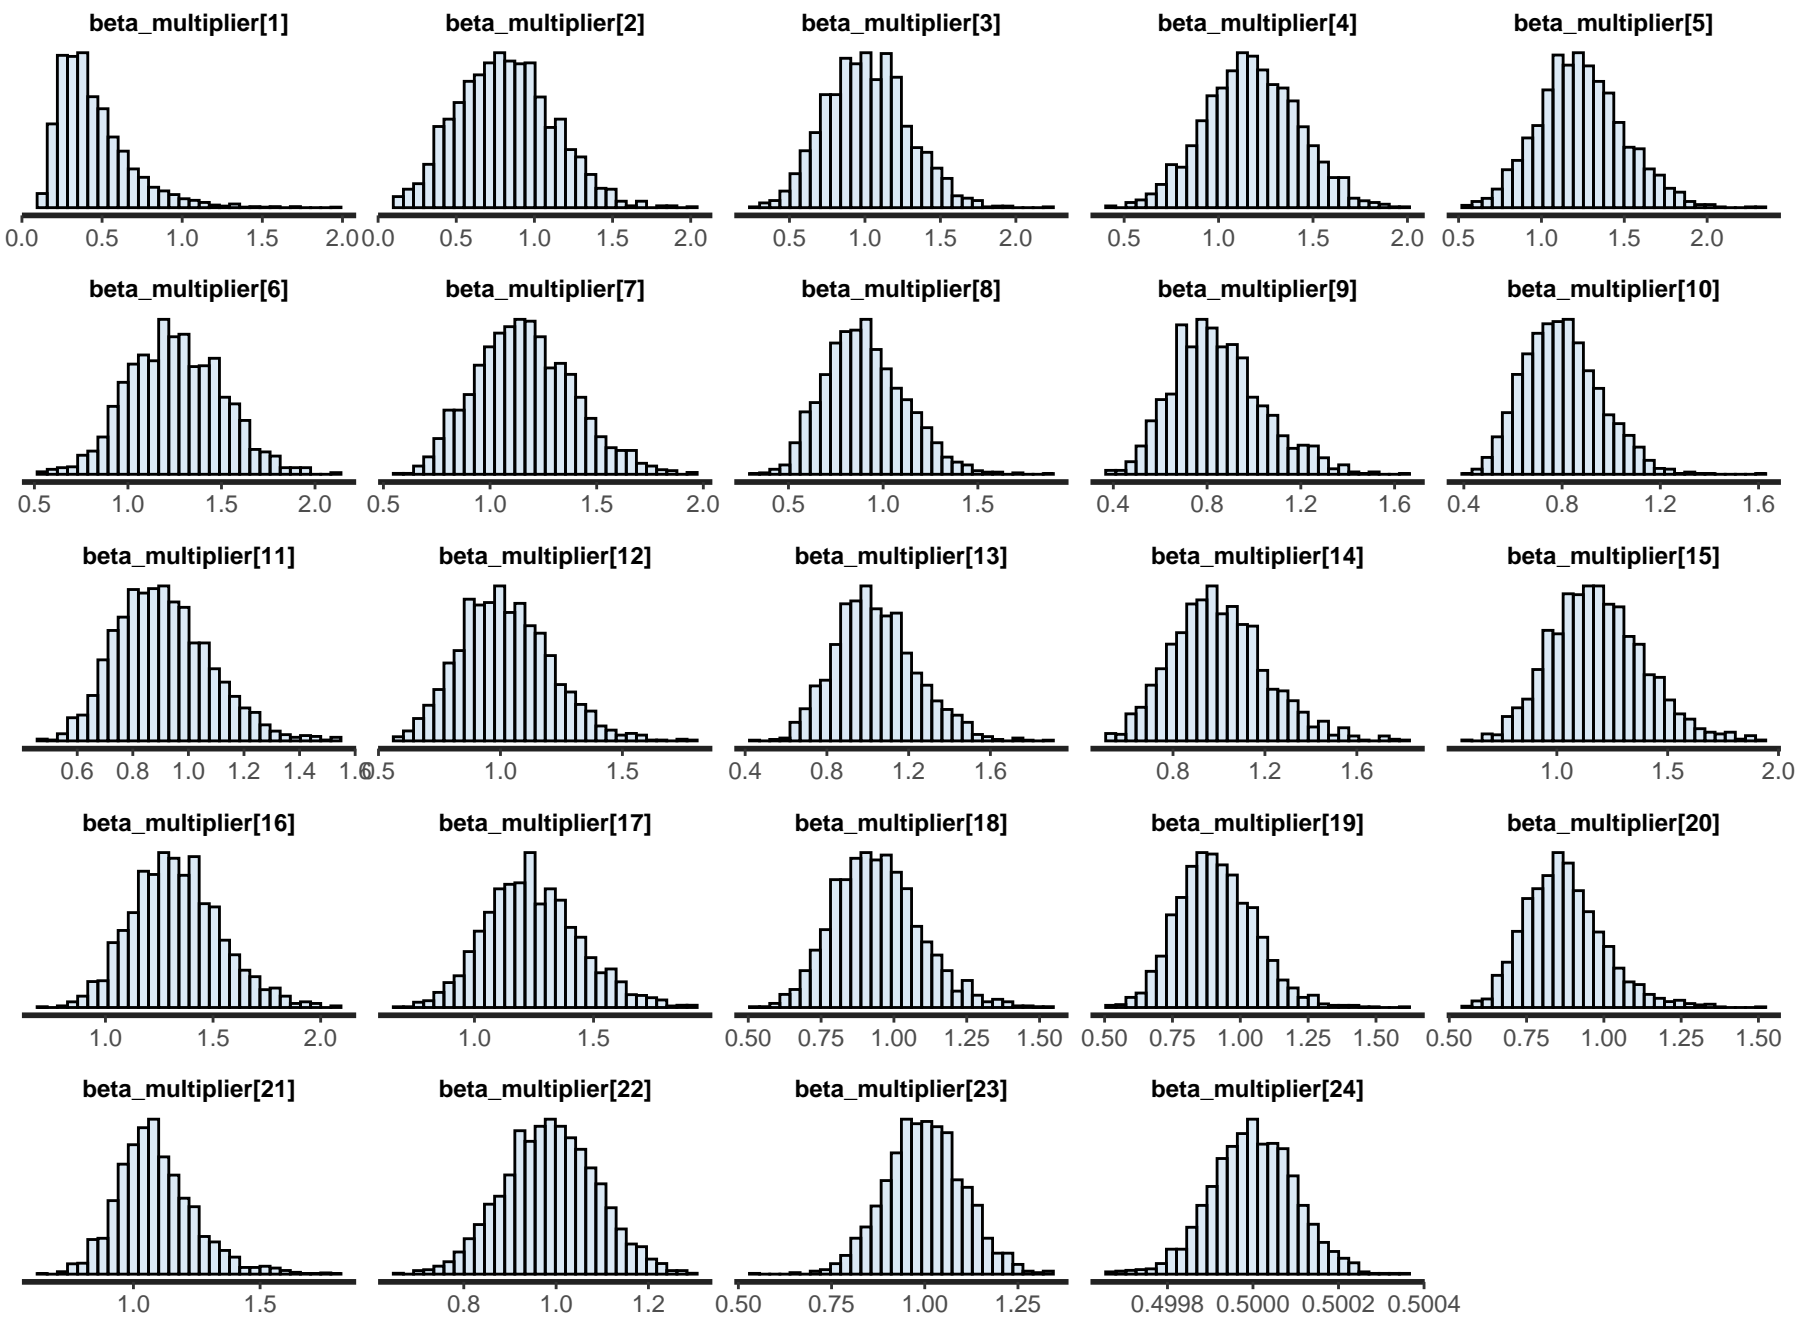 beta_multiplier[1] beta_multiplier[2] beta_multiplier[3] beta_multiplier[4] beta_multiplier[5]
0.0 0.5 1.0 1.5 2.0 0.0 0.5 1.0 1.5 2.0 0.5 1.0 1.5 2.0 0.5 1.0 1.5 2.0 0.5 1.0 1.5 2.0
beta_multiplier[6] beta_multiplier[7] beta_multiplier[8] beta_multiplier[9] beta_multiplier[10]
0.5 1.0 1.5 2.0 0.5 1.0 1.5 2.0 0.5 1.0 1.5 0.4 0.8 1.2 1.6 0.4 0.8 1.2 1.6
beta_multiplier[11] beta_multiplier[12] beta_multiplier[13] beta_multiplier[14] beta_multiplier[15]
0.6 0.8 1.0 1.2 1.4 1.6 0.5 1.0 1.5 0.4 0.8 1.2 1.6 0.8 1.2 1.6 1.0 1.5 2.0
beta_multiplier[16] beta_multiplier[17] beta_multiplier[18] beta_multiplier[19] beta_multiplier[20]
1.0 1.5 2.0 1.0 1.5 0.50 0.75 1.00 1.25 1.50 0.50 0.75 1.00 1.25 1.50 0.50 0.75 1.00 1.25 1.50
beta_multiplier[21] beta_multiplier[22] beta_multiplier[23] beta_multiplier[24]
1.0 1.5 0.8 1.0 1.2 0.50 0.75 1.00 1.25 0.4998 0.5000 0.5002 0.5004